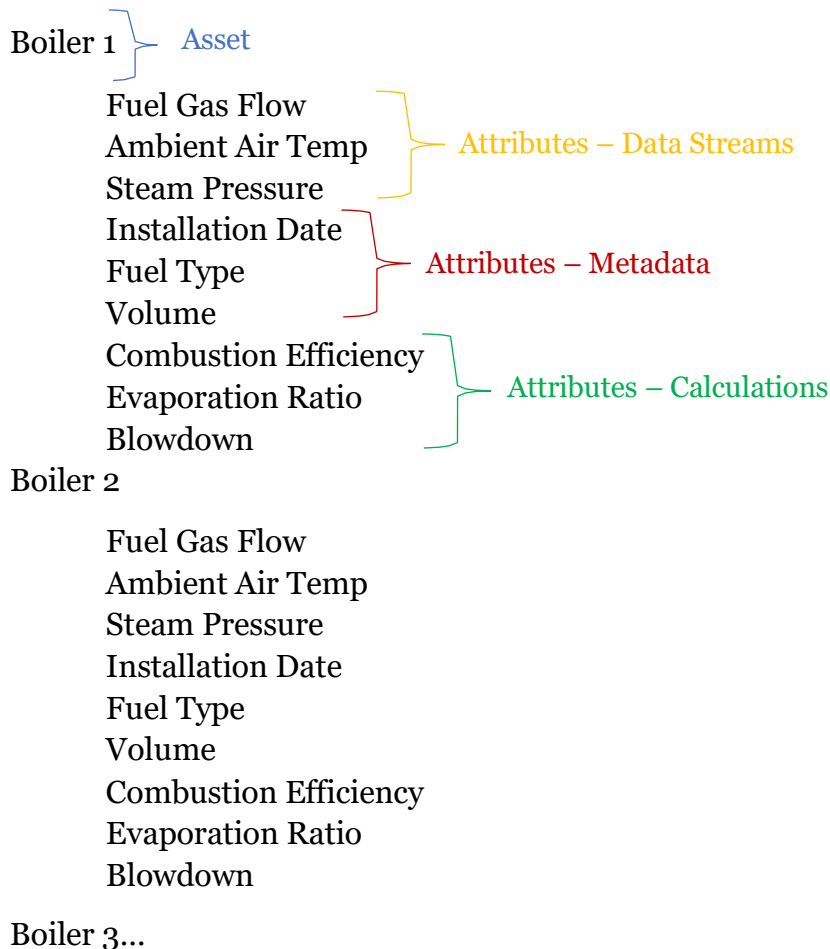 Boiler 1 Asset
Fuel Gas Flow
Ambient Air Temp Attributes – Data Streams
Steam Pressure
Installation Date
Fuel Type Attributes – Metadata
Volume
Combustion Efficiency
Evaporation Ratio Attributes – Calculations
Blowdown
Boiler 2
Fuel Gas Flow
Ambient Air Temp
Steam Pressure
Installation Date
Fuel Type
Volume
Combustion Efficiency
Evaporation Ratio
Blowdown
Boiler 3...